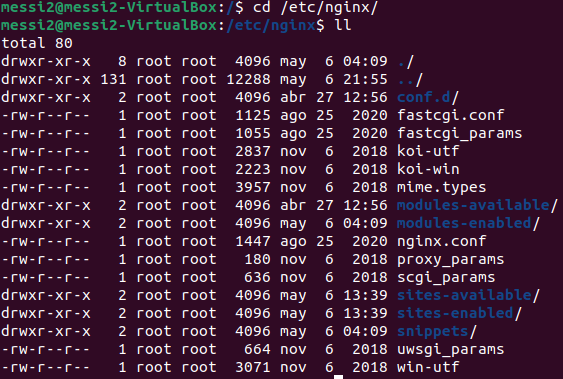 messi2@messi2-VirtualBox:/$ cd /etc/nginx/
messi2@messi2-VirtualBox:/etc/nginx$ ll
total 80
drwxr-xr-x   8 root root  4096 may  6 04:09 ./
drwxr-xr-x 131 root root 12288 may  6 21:55 ../
drwxr-xr-x   2 root root  4096 abr 27 12:56 conf.d/
-rw-r--r--   1 root root  1125 ago 25  2020 fastcgi.conf
-rw-r--r--   1 root root  1055 ago 25  2020 fastcgi_params
-rw-r--r--   1 root root  2837 nov  6  2018 koi-utf
-rw-r--r--   1 root root  2223 nov  6  2018 koi-win
-rw-r--r--   1 root root  3957 nov  6  2018 mime.types
drwxr-xr-x   2 root root  4096 abr 27 12:56 modules-available/
drwxr-xr-x   2 root root  4096 may  6 04:09 modules-enabled/
-rw-r--r--   1 root root  1447 ago 25  2020 nginx.conf
-rw-r--r--   1 root root   180 nov  6  2018 proxy_params
-rw-r--r--   1 root root   636 nov  6  2018 scgi_params
drwxr-xr-x   2 root root  4096 may  6 13:39 sites-available/
drwxr-xr-x   2 root root  4096 may  6 13:39 sites-enabled/
drwxr-xr-x   2 root root  4096 may  6 04:09 snippets/
-rw-r--r--   1 root root   664 nov  6  2018 uwsgi_params
-rw-r--r--   1 root root  3071 nov  6  2018 win-utf